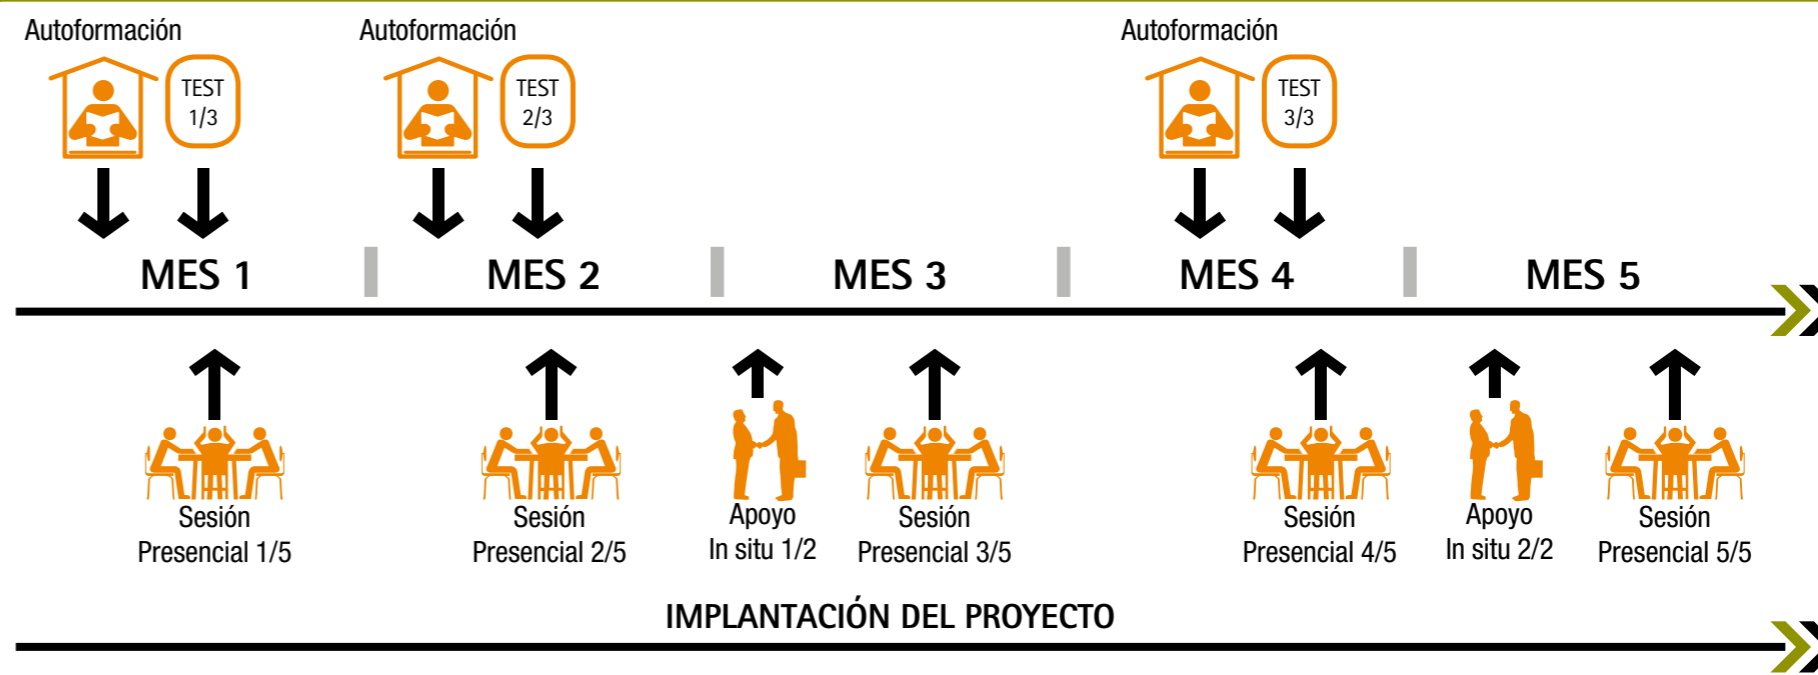 Autoformación
TEST
1/3
Autoformación
TEST
2/3
Autoformación
TEST
3/3
MES 1
MES 2
MES 3
MES 4
MES 5
Sesión
Presencial 1/5
Sesión
Presencial 2/5
Apoyo
In situ 1/2
Sesión
Presencial 3/5
Sesión
Presencial 4/5
Apoyo
In situ 2/2
Sesión
Presencial 5/5
IMPLANTACIÓN DEL PROYECTO